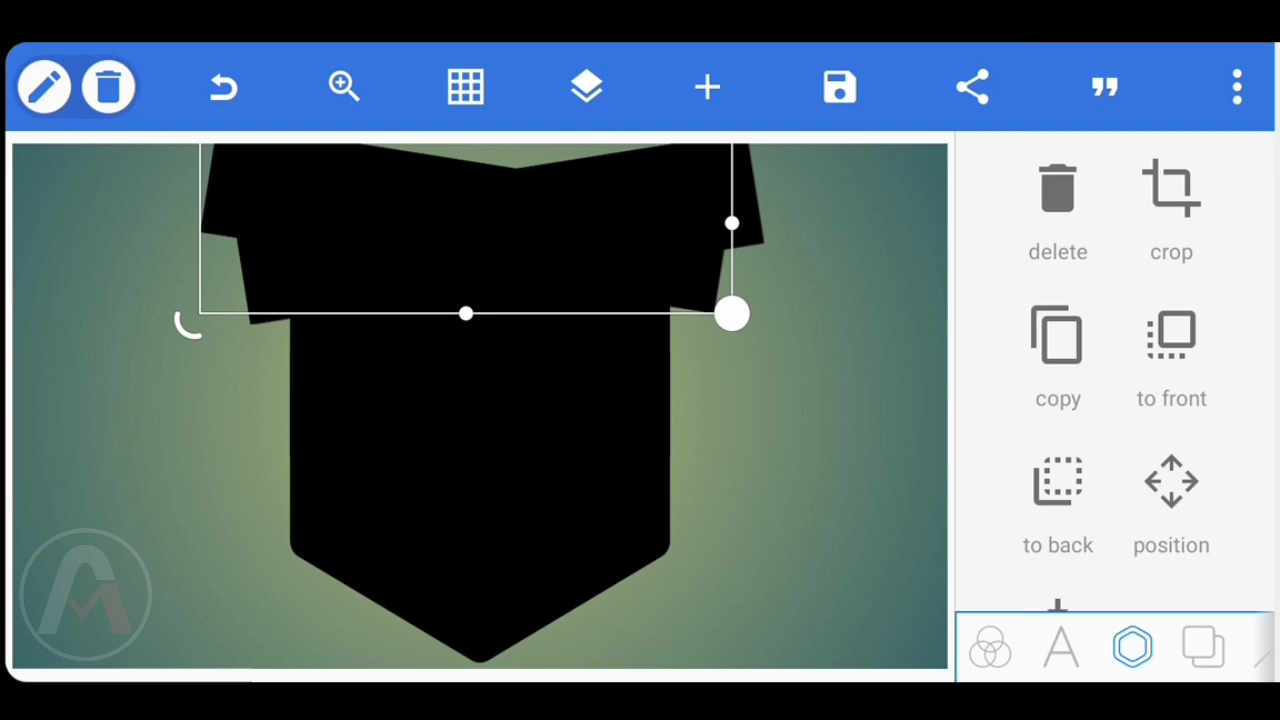 delete
crop
copy
to front
to back
position